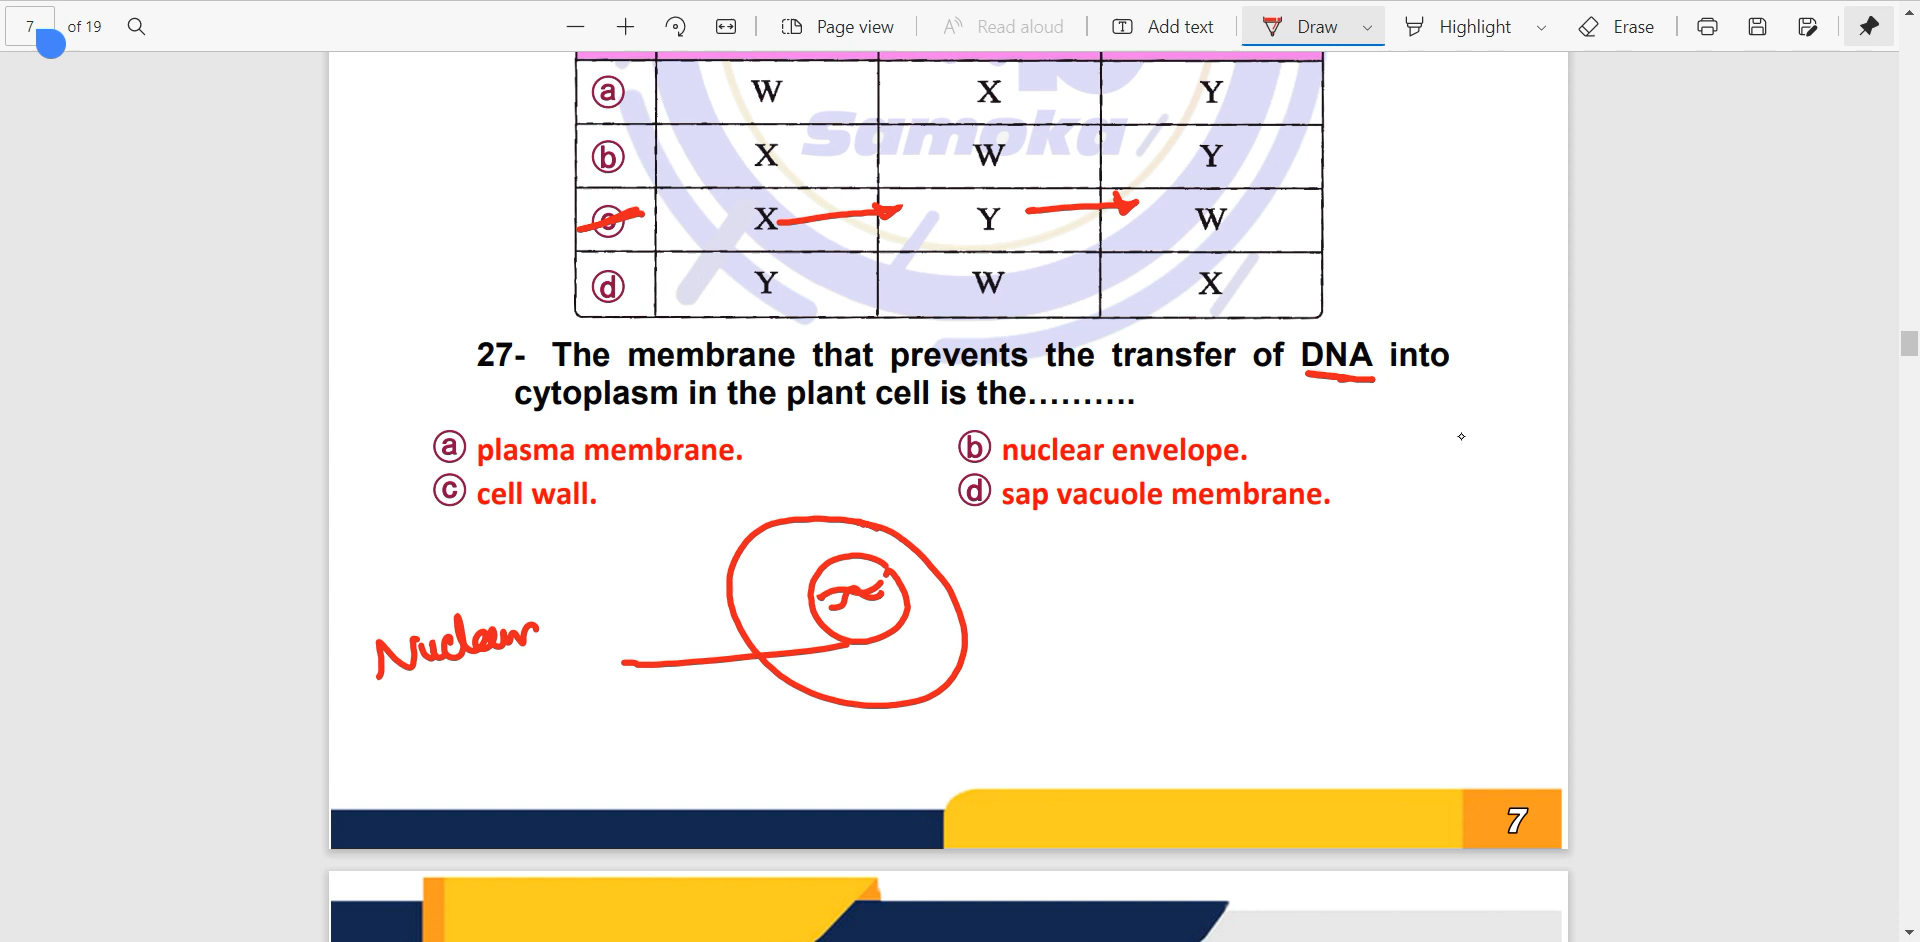 7 of 19 Page view Read aloud Add text Draw Highlight Erase
ⓐ W X Y
Samoka
ⓑ X W Y
ⓒ X Y W
ⓓ Y W X
27- The membrane that prevents the transfer of DNA into
cytoplasm in the plant cell is the..........
ⓐ plasma membrane. ⓑ nuclear envelope.
ⓒ cell wall. ⓓ sap vacuole membrane.
Nuclear
7